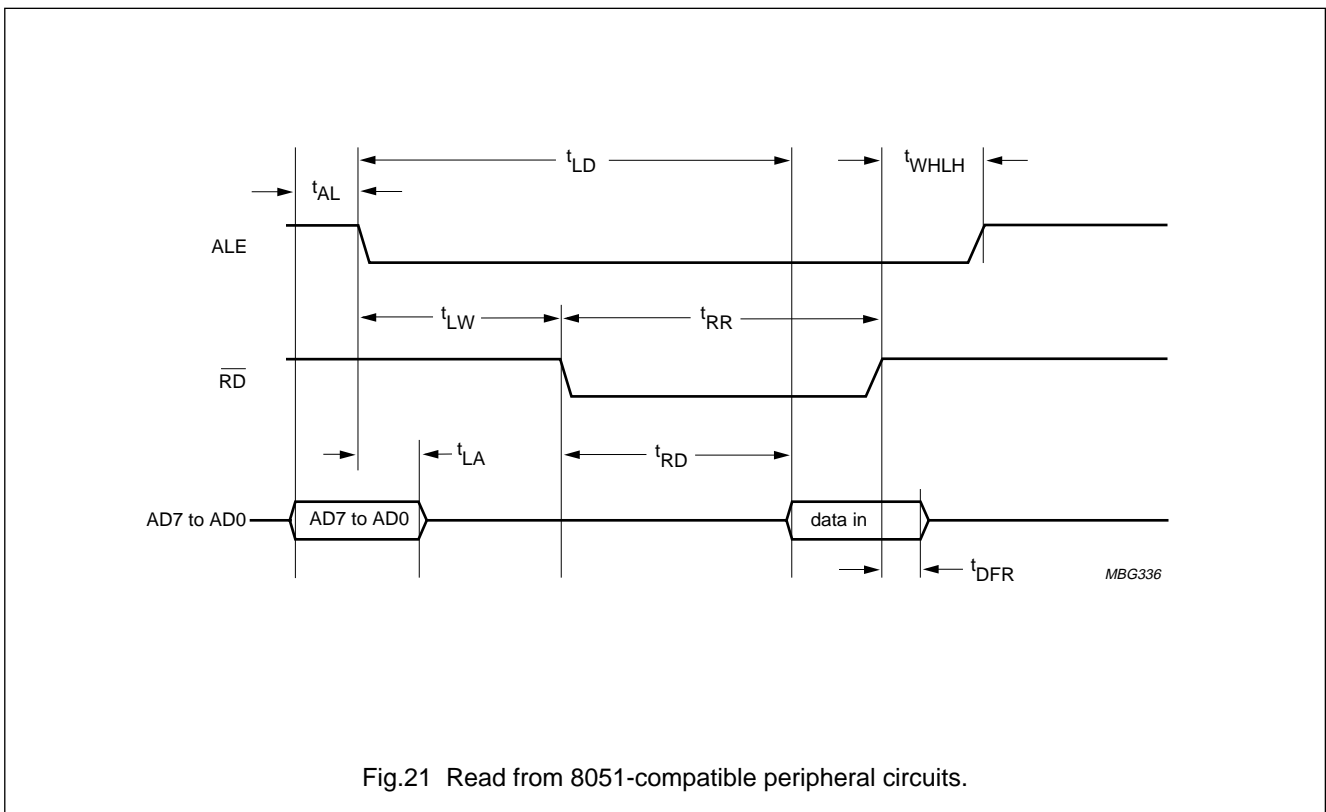 tLD
tWHLH
tAL
ALE
tLW
tRR
RD
tLA
tRD
AD7 to AD0
AD7 to AD0
data in
tDFR
MBG336
Fig.21 Read from 8051-compatible peripheral circuits.